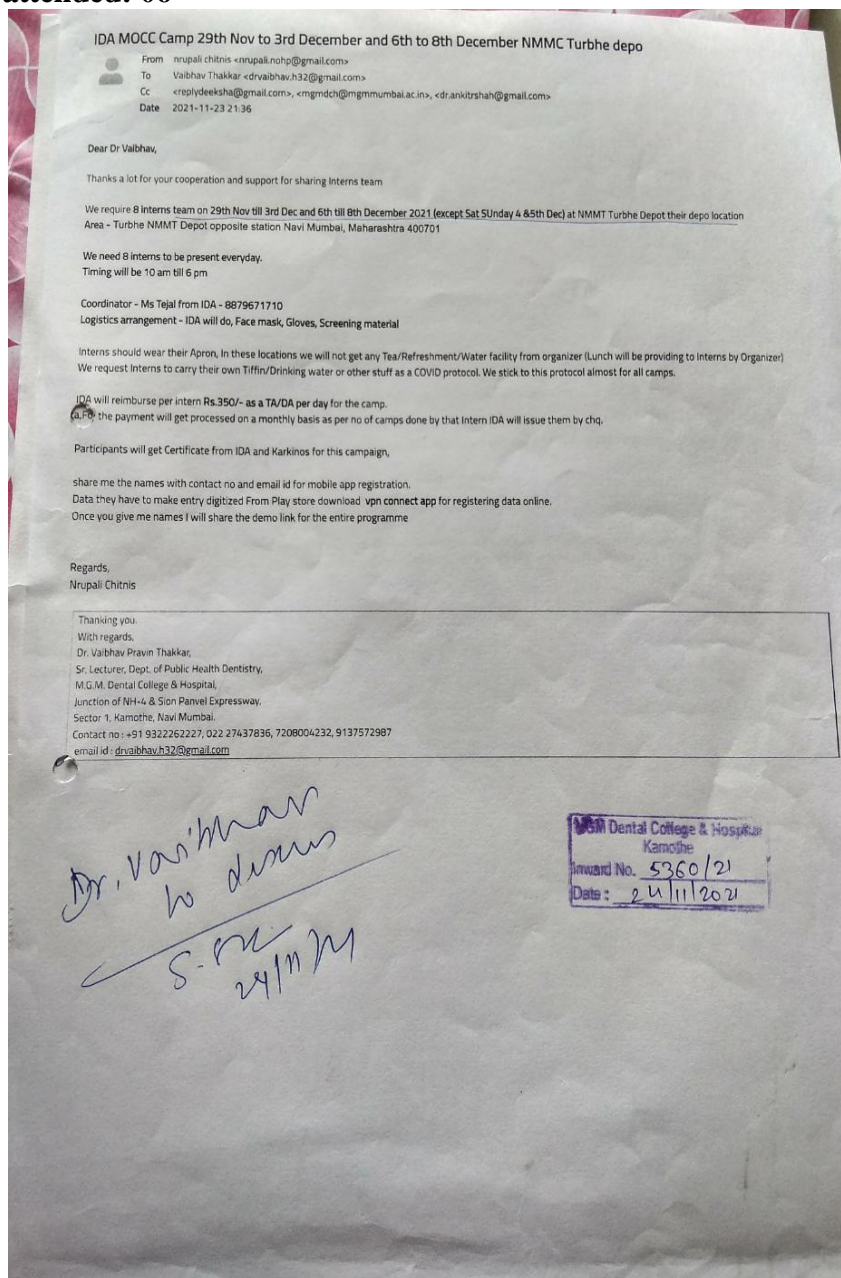 attended: 06
IDA MOCC Camp 29th Nov to 3rd December and 6th to 8th December NMMC Turbhe depo
From nrupali chitnis <nrupali.nohp@gmail.com>
To Vaibhav Thakkar <drvaibhav.h32@gmail.com>
Cc <replydeeksha@gmail.com>, <mgmdch@mgmmumbai.ac.in>, <dr.ankitrshah@gmail.com>
Date 2021-11-23 21:36
Dear Dr Vaibhav,
Thanks a lot for your cooperation and support for sharing Interns team
We require 8 interns team on 29th Nov till 3rd Dec and 6th till 8th December 2021 (except Sat SUnday 4 &5th Dec) at NMMT Turbhe Depot their depo location
Area - Turbhe NMMT Depot opposite station Navi Mumbai, Maharashtra 400701
We need 8 interns to be present everyday.
Timing will be 10 am till 6 pm
Coordinator - Ms Tejal from IDA - 8879671710
Logistics arrangement - IDA will do, Face mask, Gloves, Screening material
Interns should wear their Apron, In these locations we will not get any Tea/Refreshment/Water facility from organizer (Lunch will be providing to Interns by Organizer)
We request Interns to carry their own Tiffin/Drinking water or other stuff as a COVID protocol. We stick to this protocol almost for all camps.
IDA will reimburse per intern Rs.350/- as a TA/DA per day for the camp.
the payment will get processed on a monthly basis as per no of camps done by that Intern IDA will issue them by chq.
Participants will get Certificate from IDA and Karkinos for this campaign,
share me the names with contact no and email id for mobile app registration.
Data they have to make entry digitized From Play store download vpn connect app for registering data online.
Once you give me names I will share the demo link for the entire programme
Regards,
Nrupali Chitnis
Thanking you.
With regards,
Dr. Vaibhav Pravin Thakkar,
Sr. Lecturer, Dept. of Public Health Dentistry,
M.G.M. Dental College & Hospital,
Junction of NH-4 & Sion Panvel Expressway,
Sector 1, Kamothe, Navi Mumbai.
Contact no : +91 9322262227, 022 27437836, 7208004232, 9137572987
email id : drvaibhav.h32@gmail.com
Dr. Vaibhav
to discuss
24/11/21
MGM Dental College & Hospital
Kamothe
Inward No. 5360/21
Date : 24/11/2021